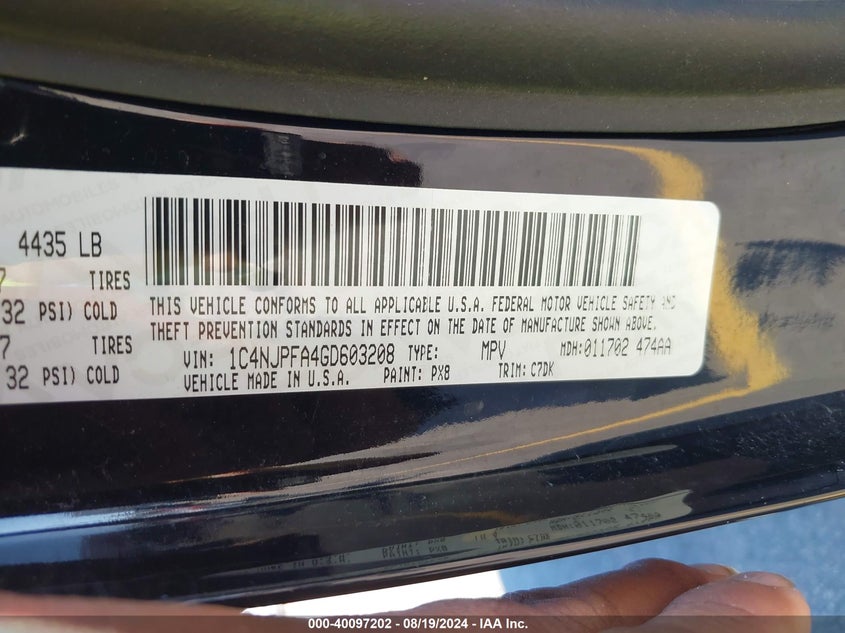 4435 LB
7 TIRES
32 PSI) COLD
7 TIRES
32 PSI) COLD
THIS VEHICLE CONFORMS TO ALL APPLICABLE U.S.A. FEDERAL MOTOR VEHICLE SAFETY AND
THEFT PREVENTION STANDARDS IN EFFECT ON THE DATE OF MANUFACTURE SHOWN ABOVE.
VIN: 1C4NJPFA4GD603208 TYPE: MPV MDH:011702 474AA
VEHICLE MADE IN U.S.A. PAINT: PX8 TRIM: C7DK
000-40097202 - 08/19/2024 - IAA Inc.